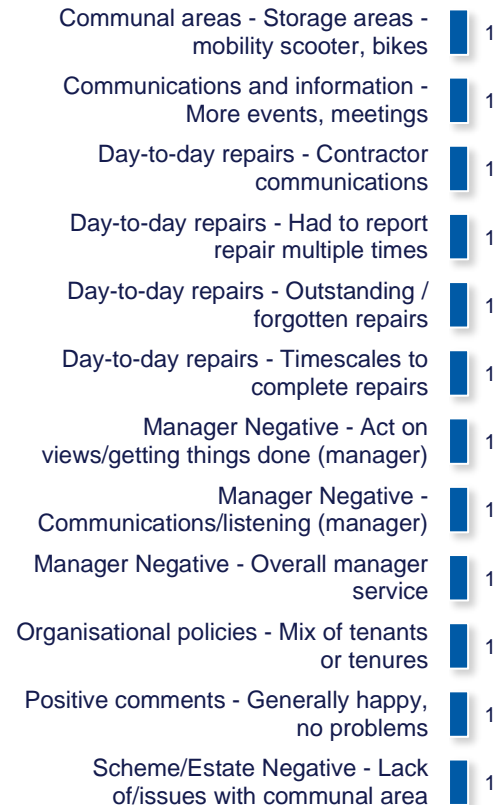 Communal areas - Storage areas -
mobility scooter, bikes
1
Communications and information -
More events, meetings
1
Day-to-day repairs - Contractor
communications
1
Day-to-day repairs - Had to report
repair multiple times
1
Day-to-day repairs - Outstanding /
forgotten repairs
1
Day-to-day repairs - Timescales to
complete repairs
1
Manager Negative - Act on
views/getting things done (manager)
1
Manager Negative -
Communications/listening (manager)
1
Manager Negative - Overall manager
service
1
Organisational policies - Mix of tenants
or tenures
1
Positive comments - Generally happy,
no problems
1
Scheme/Estate Negative - Lack
of/issues with communal area
1